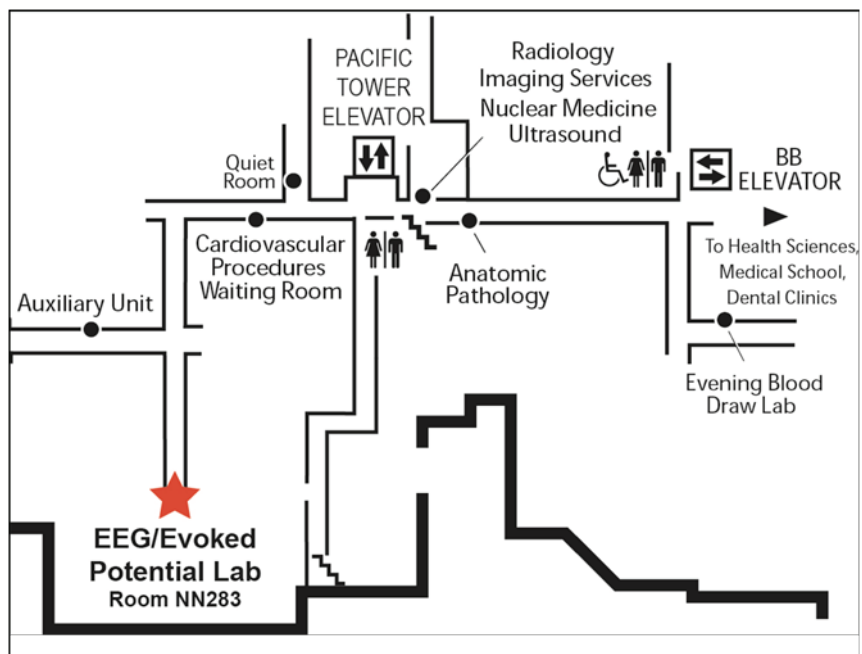 PACIFIC
TOWER
ELEVATOR
Radiology
Imaging Services
Nuclear Medicine
Ultrasound
Quiet
Room
BB
ELEVATOR
Cardiovascular
Procedures
Waiting Room
Anatomic
Pathology
To Health Sciences,
Medical School,
Dental Clinics
Auxiliary Unit
Evening Blood
Draw Lab
EEG/Evoked
Potential Lab
Room NN283